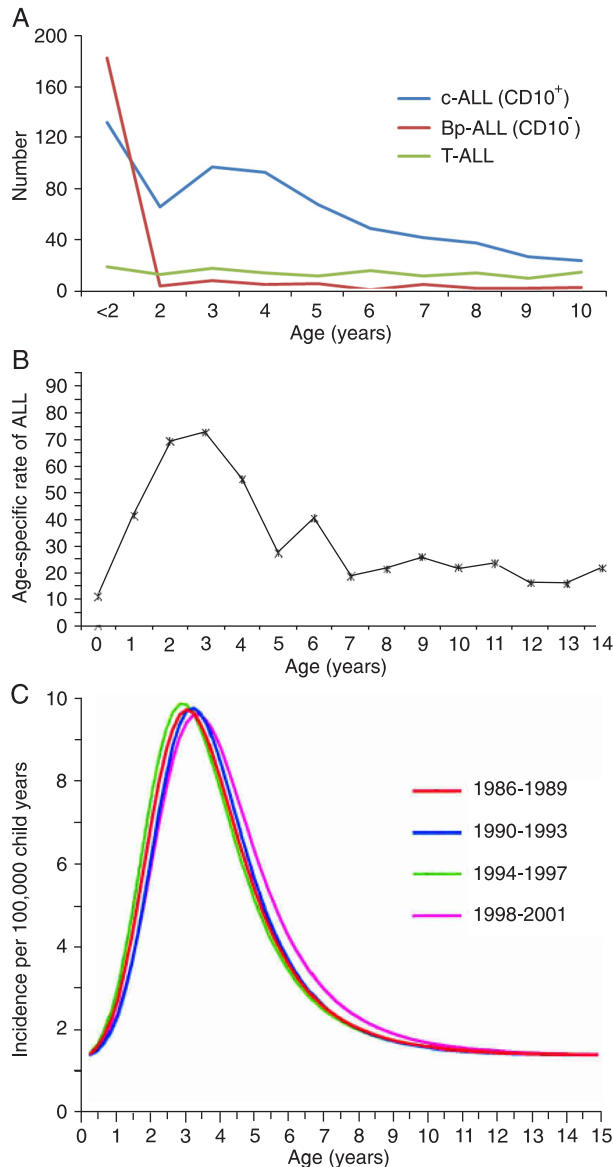 A
200
160
120
80
40
0
Number
c-ALL (CD10+)
Bp-ALL (CD10-)
T-ALL
<2 2 3 4 5 6 7 8 9 10
Age (years)
B
90
80
70
60
50
40
30
20
10
0
Age-specific rate of ALL
0 1 2 3 4 5 6 7 8 9 10 11 12 13 14
Age (years)
C
10
8
6
4
2
0
Incidence per 100,000 child years
1986-1989
1990-1993
1994-1997
1998-2001
0 1 2 3 4 5 6 7 8 9 10 11 12 13 14 15
Age (years)